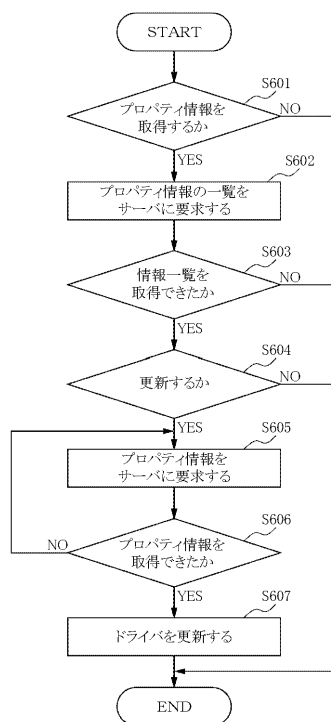 START
S601
プロパティ情報を
取得するか
NO
YES
S602
プロパティ情報の一覧を
サーバに要求する
S603
情報一覧を
取得できたか
NO
YES
S604
更新するか
NO
YES
S605
プロパティ情報を
サーバに要求する
S606
プロパティ情報を
取得できたか
NO
YES
S607
ドライバを更新する
END